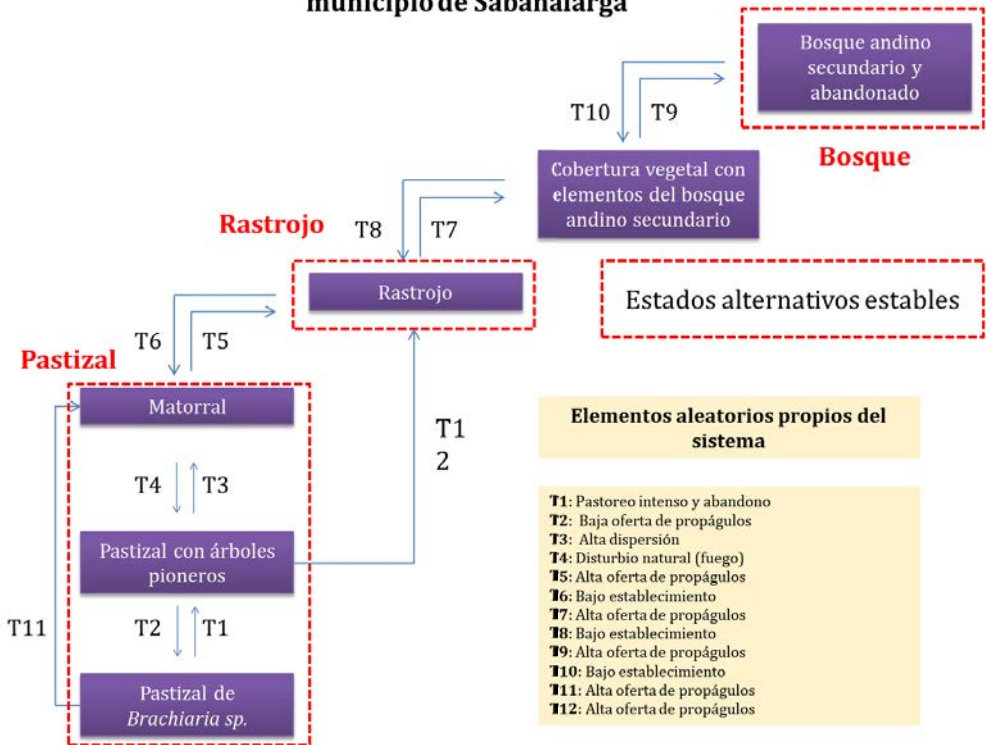 municipio de Sabanalarga
Bosque andino
secundario y
abandonado
T10
T9
Bosque
Cobertura vegetal con
elementos del bosque
andino secundario
Rastrojo
T8
T7
Rastrojo
Estados alternativos estables
T6
T5
Pastizal
Matorral
T4
T3
T1
2
Pastizal con árboles
pioneros
T11
T2
T1
Pastizal de
Brachiaria sp.
Elementos aleatorios propios del
sistema
T1: Pastoreo intenso y abandono
T2: Baja oferta de propágulos
T3: Alta dispersión
T4: Disturbio natural (fuego)
T5: Alta oferta de propágulos
T6: Bajo establecimiento
T7: Alta oferta de propágulos
T8: Bajo establecimiento
T9: Alta oferta de propágulos
T10: Bajo establecimiento
T11: Alta oferta de propágulos
T12: Alta oferta de propágulos